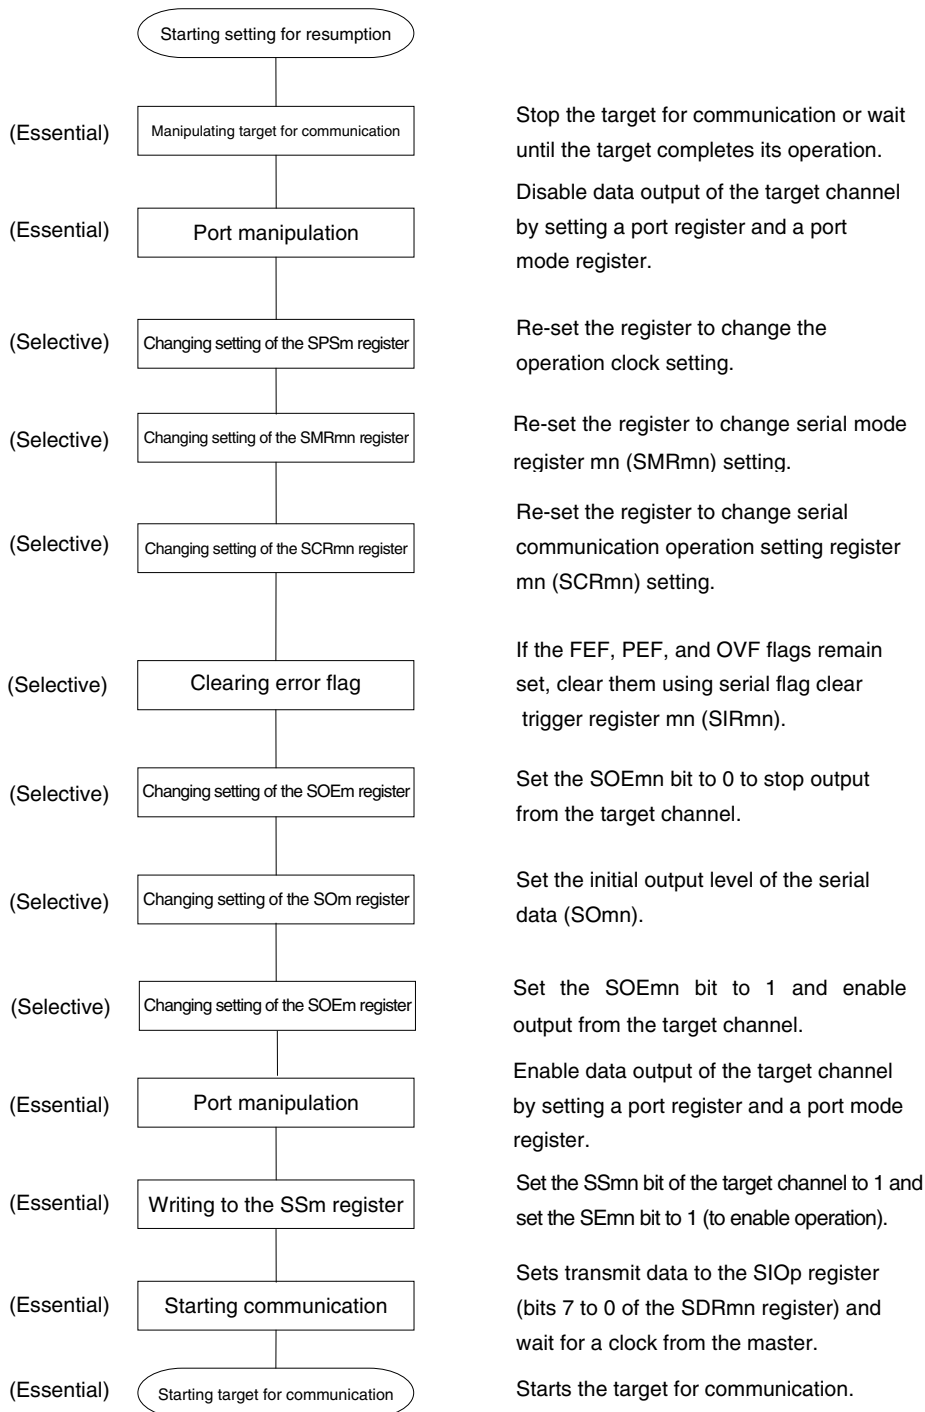 Starting setting for resumption
(Essential)
Manipulating target for communication
Stop the target for communication or wait
until the target completes its operation.
(Essential)
Port manipulation
Disable data output of the target channel
by setting a port register and a port
mode register.
(Selective)
Changing setting of the SPSm register
Re-set the register to change the
operation clock setting.
(Selective)
Changing setting of the SMRmn register
Re-set the register to change serial mode
register mn (SMRmn) setting.
(Selective)
Changing setting of the SCRmn register
Re-set the register to change serial
communication operation setting register
mn (SCRmn) setting.
(Selective)
Clearing error flag
If the FEF, PEF, and OVF flags remain
set, clear them using serial flag clear
trigger register mn (SIRmn).
(Selective)
Changing setting of the SOEm register
Set the SOEmn bit to 0 to stop output
from the target channel.
(Selective)
Changing setting of the SOm register
Set the initial output level of the serial
data (SOmn).
(Selective)
Changing setting of the SOEm register
Set the SOEmn bit to 1 and enable
output from the target channel.
(Essential)
Port manipulation
Enable data output of the target channel
by setting a port register and a port mode
register.
(Essential)
Writing to the SSm register
Set the SSmn bit of the target channel to 1 and
set the SEmn bit to 1 (to enable operation).
(Essential)
Starting communication
Sets transmit data to the SIOp register
(bits 7 to 0 of the SDRmn register) and
wait for a clock from the master.
(Essential)
Starting target for communication
Starts the target for communication.